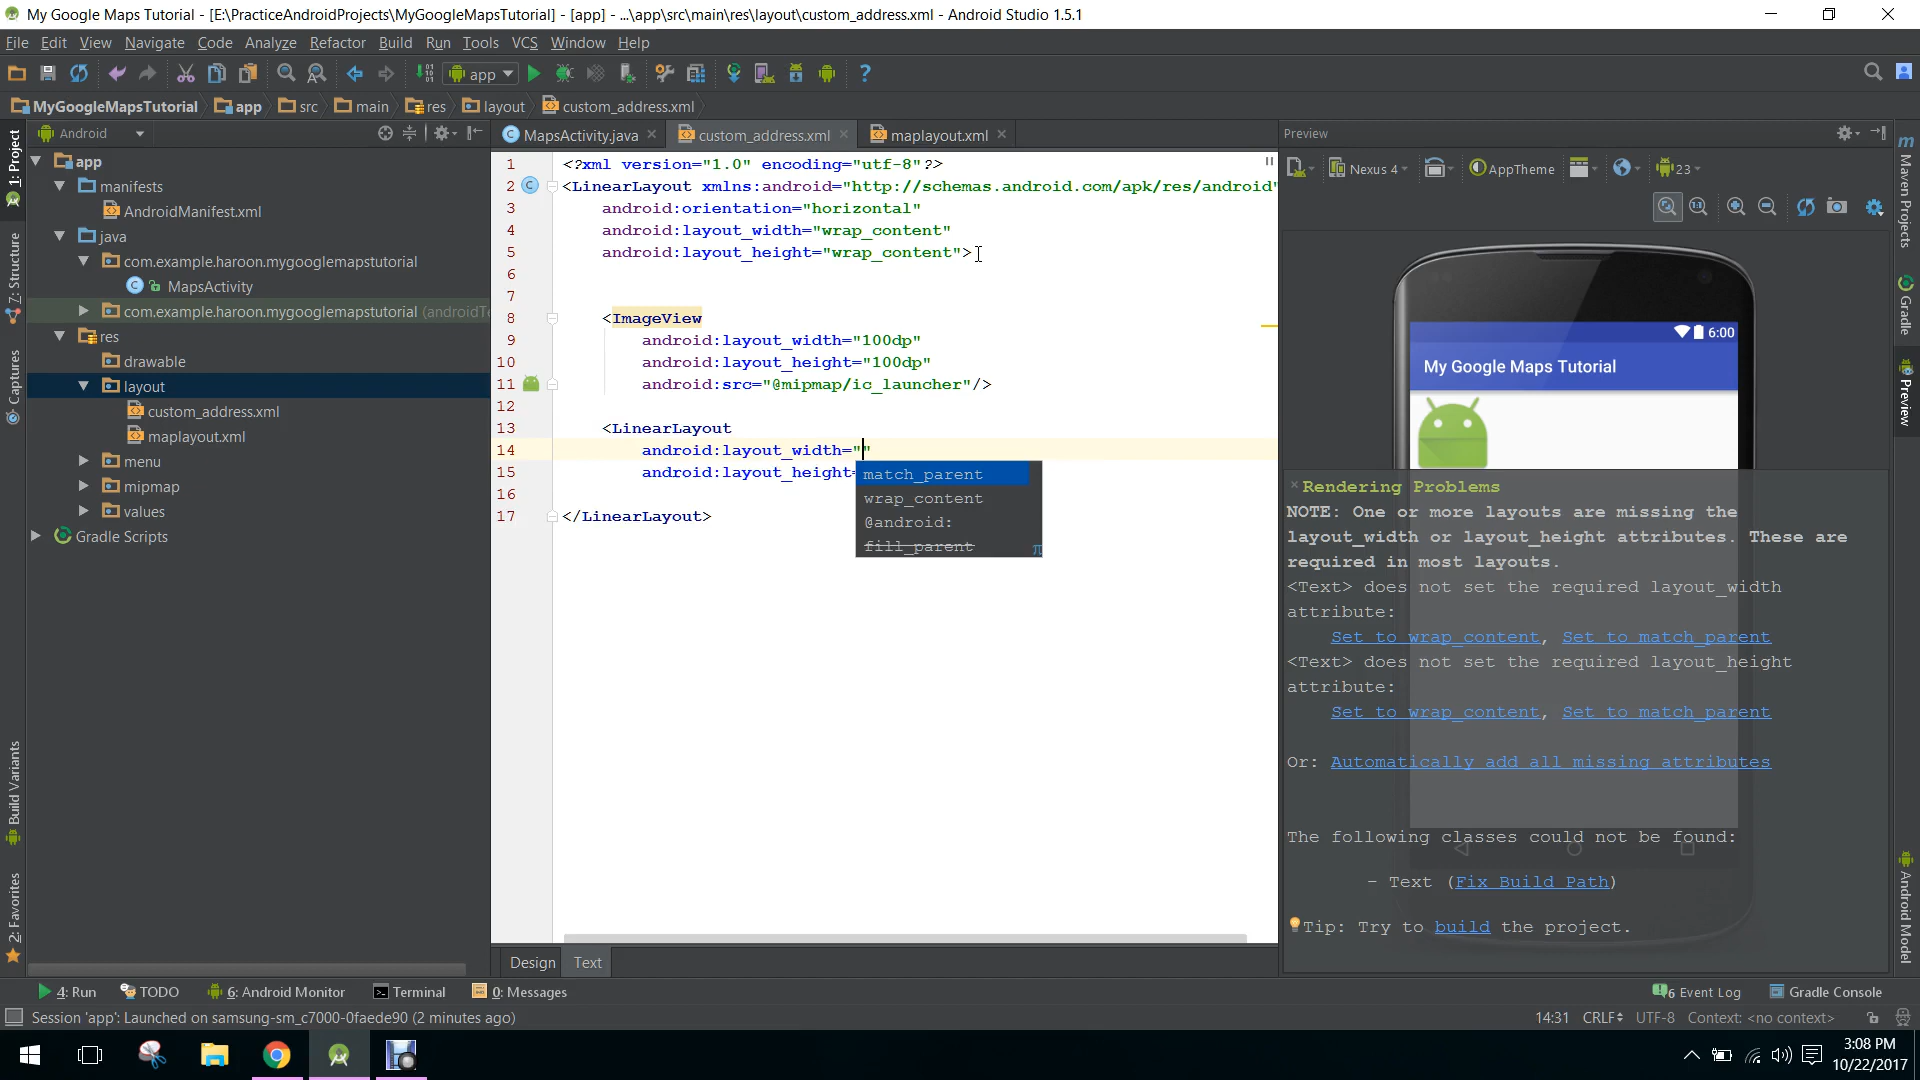 My Google Maps Tutorial - [E:\PracticeAndroidProjects\MyGoogleMapsTutorial] - [app] - ...\app\src\main\res\layout\custom_address.xml - Android Studio 1.5.1
File Edit View Navigate Code Analyze Refactor Build Run Tools VCS Window Help
app
MyGoogleMapsTutorial app src main res layout custom_address.xml
Android
MapsActivity.java
custom_address.xml
maplayout.xml
Preview
Nexus 4
AppTheme
23
1: Project
7: Structure
Captures
Build Variants
2: Favorites
app
manifests
AndroidManifest.xml
java
com.example.haroon.mygooglemapstutorial
MapsActivity
com.example.haroon.mygooglemapstutorial (androidTe
res
drawable
layout
custom_address.xml
maplayout.xml
menu
mipmap
values
Gradle Scripts
1 <?xml version="1.0" encoding="utf-8"?>
2 <LinearLayout xmlns:android="http://schemas.android.com/apk/res/android"
3 android:orientation="horizontal"
4 android:layout_width="wrap_content"
5 android:layout_height="wrap_content">
6
7
8 <ImageView
9 android:layout_width="100dp"
10 android:layout_height="100dp"
11 android:src="@mipmap/ic_launcher"/>
12
13 <LinearLayout
14 android:layout_width=""
15 android:layout_height=
16
17 </LinearLayout>
match_parent
wrap_content
@android:
fill_parent
π
6:00
My Google Maps Tutorial
Rendering Problems
NOTE: One or more layouts are missing the
layout_width or layout_height attributes. These are
required in most layouts.
<Text> does not set the required layout_width
attribute:
Set to wrap_content, Set to match_parent
<Text> does not set the required layout_height
attribute:
Set to wrap_content, Set to match_parent
Or: Automatically add all missing attributes
The following classes could not be found:
- Text (Fix Build Path)
Tip: Try to build the project.
Maven Projects
Gradle
Preview
Android Model
Design Text
4: Run TODO 6: Android Monitor Terminal 0: Messages
6 Event Log Gradle Console
Session 'app': Launched on samsung-sm_c7000-0faede90 (2 minutes ago)
14:31 CRLF UTF-8 Context: <no context>
3:08 PM
10/22/2017